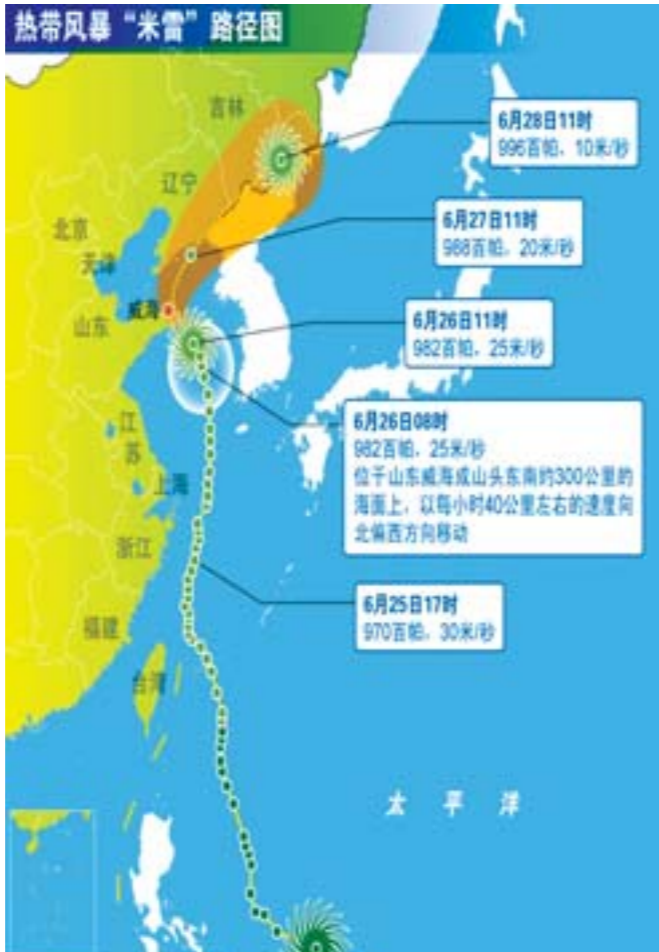 热带风暴“米雷”路径图
吉林
6月28日11时
996百帕，10米/秒
辽宁
6月27日11时
988百帕，20米/秒
北京
天津
威海
山东
6月26日11时
982百帕，25米/秒
6月26日08时
982百帕，25米/秒
位于山东威海成山头东南约300公里的
海面上，以每小时40公里左右的速度向
北偏西方向移动
江
苏
上海
浙江
6月25日17时
970百帕，30米/秒
福建
台湾
太平洋